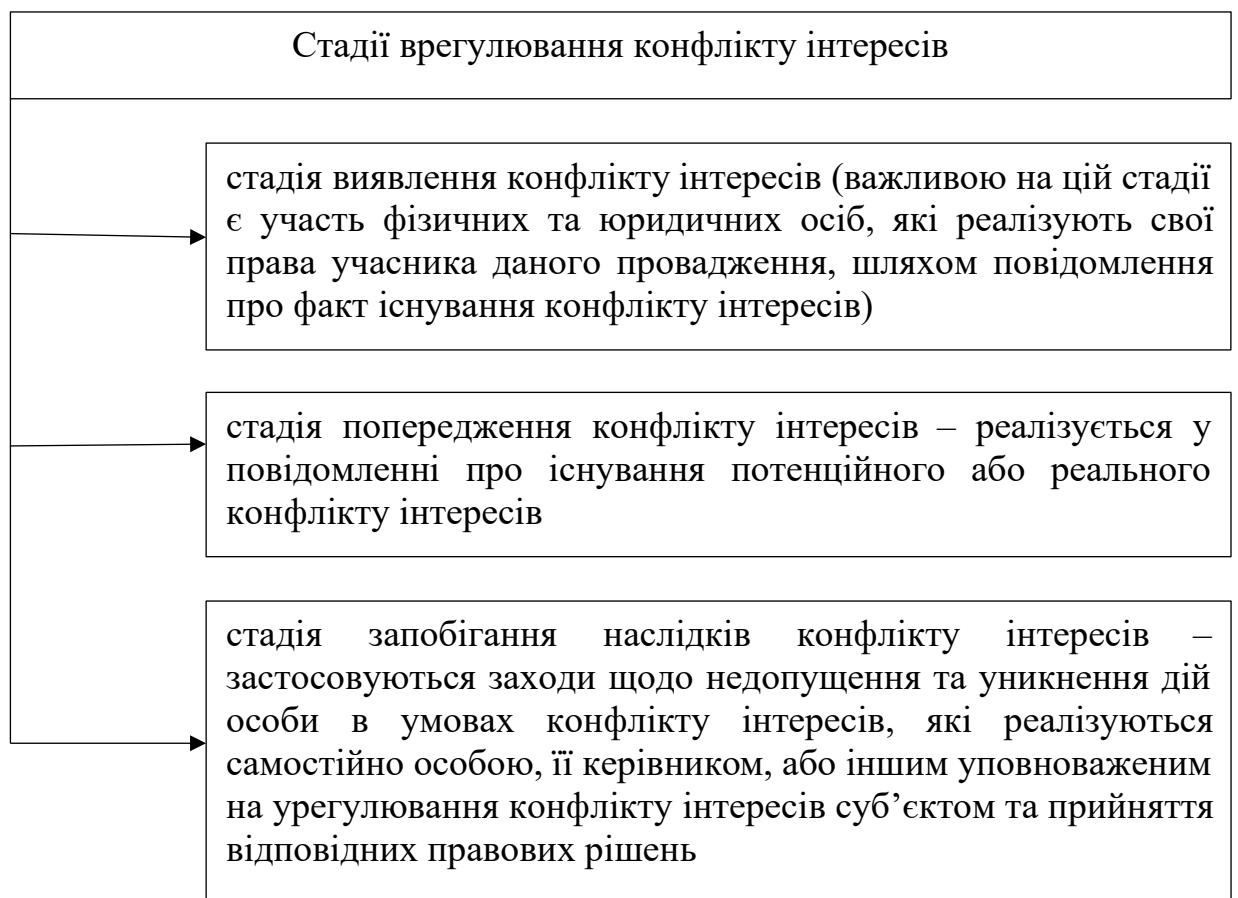 Стадії врегулювання конфлікту інтересів
стадія виявлення конфлікту інтересів (важливою на цій стадії
є участь фізичних та юридичних осіб, які реалізують свої
права учасника даного провадження, шляхом повідомлення
про факт існування конфлікту інтересів)
стадія попередження конфлікту інтересів – реалізується у
повідомленні про існування потенційного або реального
конфлікту інтересів
стадія запобігання наслідків конфлікту інтересів –
застосовуються заходи щодо недопущення та уникнення дій
особи в умовах конфлікту інтересів, які реалізуються
самостійно особою, її керівником, або іншим уповноваженим
на урегулювання конфлікту інтересів суб’єктом та прийняття
відповідних правових рішень